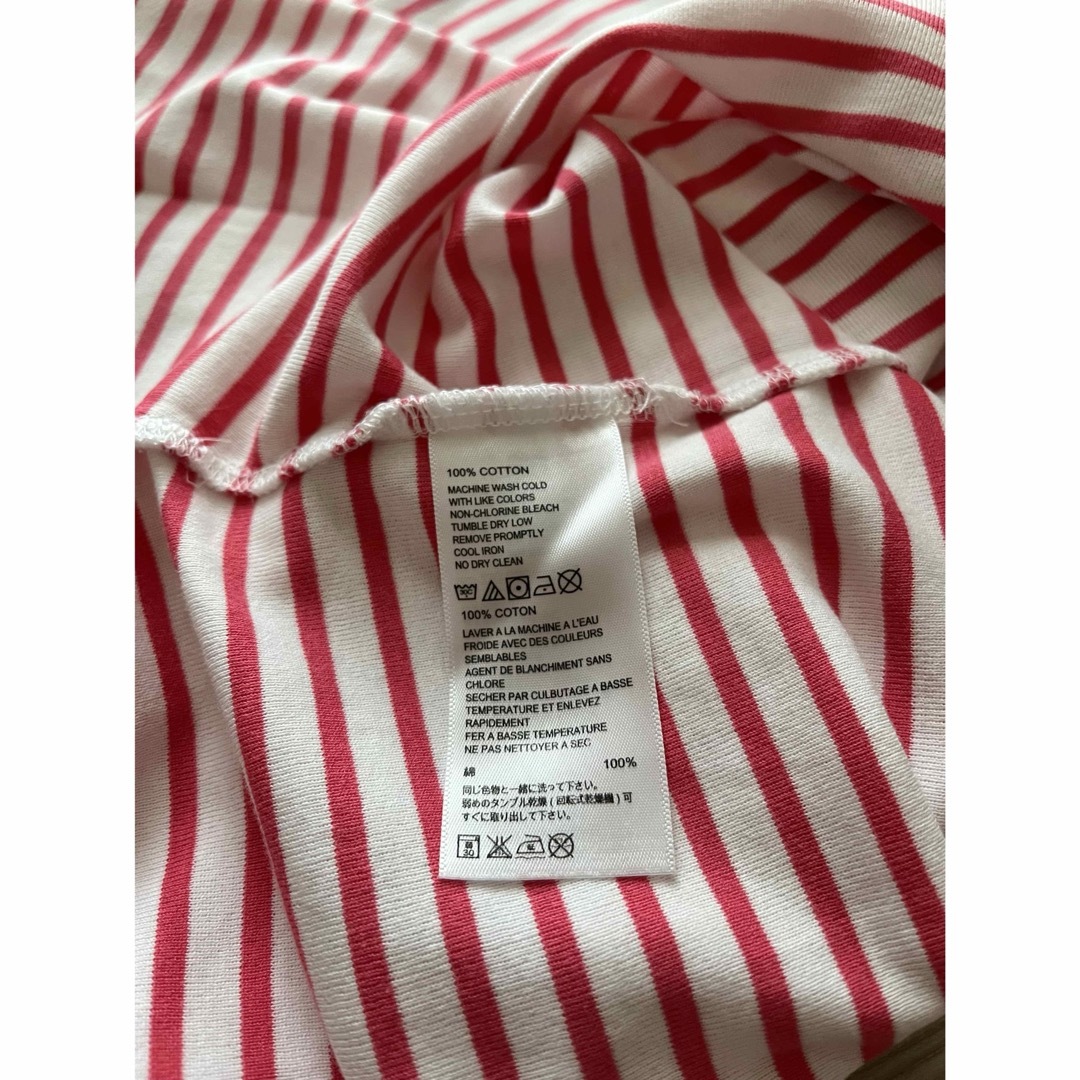 100% COTTON
MACHINE WASH COLD
WITH LIKE COLORS
NON-CHLORINE BLEACH
TUMBLE DRY LOW
REMOVE PROMPTLY
COOL IRON
NO DRY CLEAN
100% COTON
LAVER A LA MACHINE A L'EAU
FROIDE AVEC DES COULEURS
SEMBLABLES
AGENT DE BLANCHIMENT SANS
CHLORE
SECHER PAR CULBUTAGE A BASSE
TEMPERATURE ET ENLEVEZ
RAPIDEMENT
FER A BASSE TEMPERATURE
NE PAS NETTOYER A SEC
綿 100%
同じ色物と一緒に洗って下さい。
弱めのタンブル乾燥(回転式乾燥機)可
すぐに取り出して下さい。
30